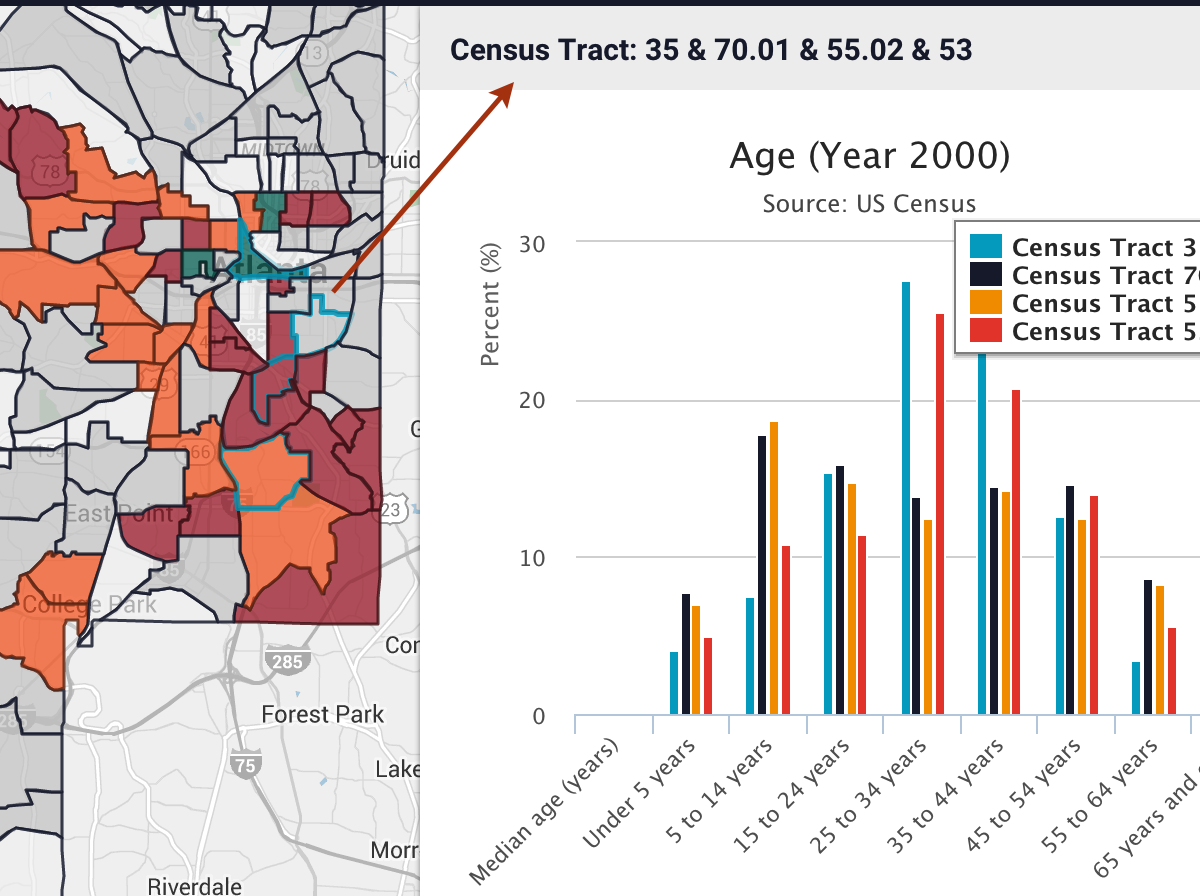 Census Tract: 35 & 70.01 & 55.02 & 53
Age (Year 2000)
Source: US Census
Census Tract 3
Census Tract 7
Census Tract 5
Census Tract 5
Percent (%)
30
20
10
0
Median age (years)
Under 5 years
5 to 14 years
15 to 24 years
25 to 34 years
35 to 44 years
45 to 54 years
55 to 64 years
65 years and
13
MIDTOWN
Druid
78
78
Atlanta
85
41
29
154
166
75
G
East Point
23
85
College Park
Con
285
285
Forest Park
75
Lake
Morr
Riverdale